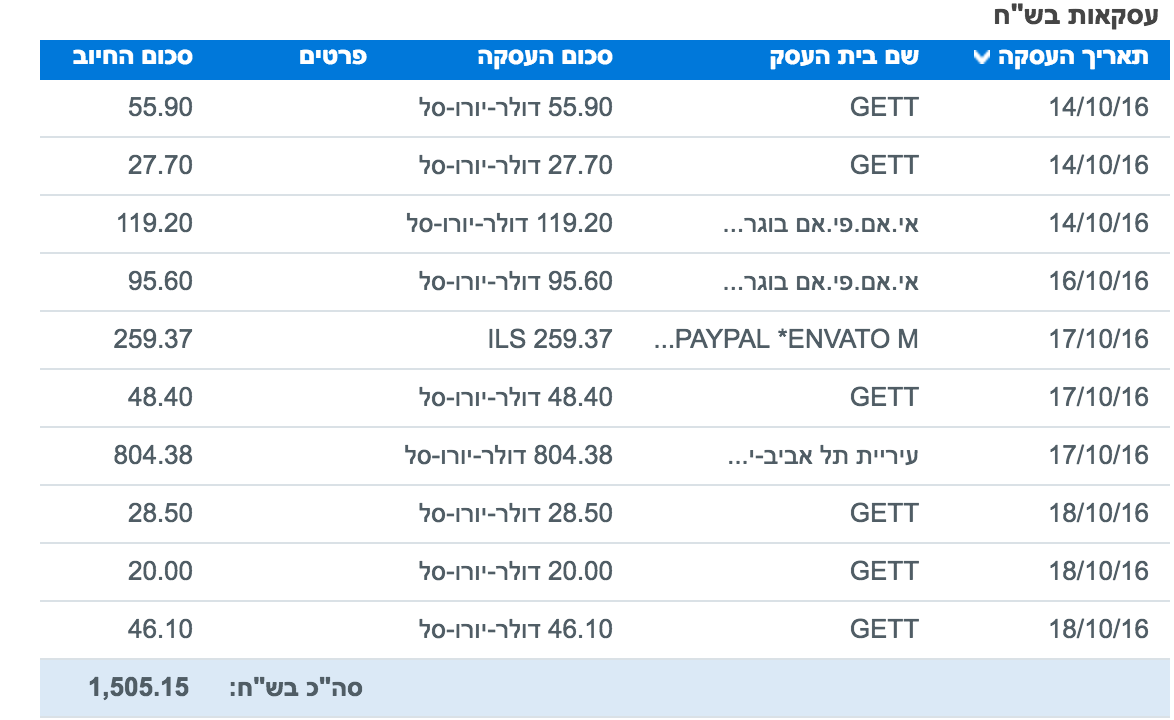 עסקאות בש"ח
תאריך העסקה שם בית העסק סכום העסקה פרטים סכום החיוב
14/10/16 GETT 55.90 דולר-יורו-סל 55.90
14/10/16 GETT 27.70 דולר-יורו-סל 27.70
14/10/16 אי.אם.פי.אם בוגר... 119.20 דולר-יורו-סל 119.20
16/10/16 אי.אם.פי.אם בוגר... 95.60 דולר-יורו-סל 95.60
17/10/16 PAYPAL *ENVATO M... ILS 259.37 259.37
17/10/16 GETT 48.40 דולר-יורו-סל 48.40
17/10/16 עיריית תל אביב-י... 804.38 דולר-יורו-סל 804.38
18/10/16 GETT 28.50 דולר-יורו-סל 28.50
18/10/16 GETT 20.00 דולר-יורו-סל 20.00
18/10/16 GETT 46.10 דולר-יורו-סל 46.10
סה"כ בש"ח: 1,505.15